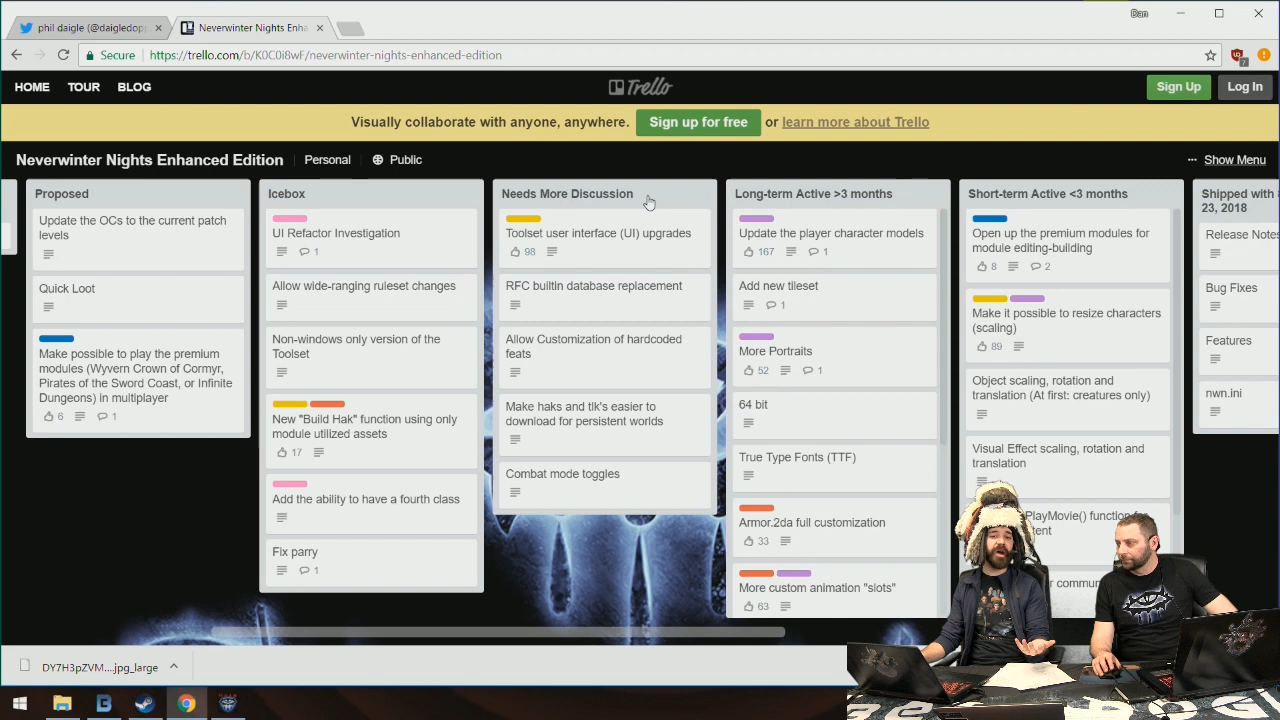 Dan
phil daigle (@daigledopp
Neverwinter Nights Enha
Secure
https://trello.com/b/K0C0i8wF/neverwinter-nights-enhanced-edition
7
HOME
TOUR
BLOG
Trello
Sign Up
Log In
Visually collaborate with anyone, anywhere.
Sign up for free
or learn more about Trello
Neverwinter Nights Enhanced Edition
Personal
Public
... Show Menu
Proposed
Update the OCs to the current patch
levels
Quick Loot
Make possible to play the premium
modules (Wyvern Crown of Cormyr,
Pirates of the Sword Coast, or Infinite
Dungeons) in multiplayer
6
1
Icebox
UI Refactor Investigation
1
Allow wide-ranging ruleset changes
Non-windows only version of the
Toolset
New "Build Hak" function using only
module utilized assets
17
Add the ability to have a fourth class
Fix parry
1
Needs More Discussion
Toolset user interface (UI) upgrades
98
RFC builtin database replacement
Allow Customization of hardcoded
feats
Make haks and tlk's easier to
download for persistent worlds
Combat mode toggles
Long-term Active >3 months
Update the player character models
167
1
Add new tileset
1
More Portraits
52
1
64 bit
True Type Fonts (TTF)
Armor.2da full customization
33
More custom animation "slots"
63
Short-term Active <3 months
Open up the premium modules for
module editing-building
8
2
Make it possible to resize characters
(scaling)
89
Object scaling, rotation and
translation (At first: creatures only)
Visual Effect scaling, rotation and
translation
PlayMovie() function for
Shipped with
23, 2018
Release Notes
Bug Fixes
Features
nwn.ini
DY7H3pZVM....jpg_large